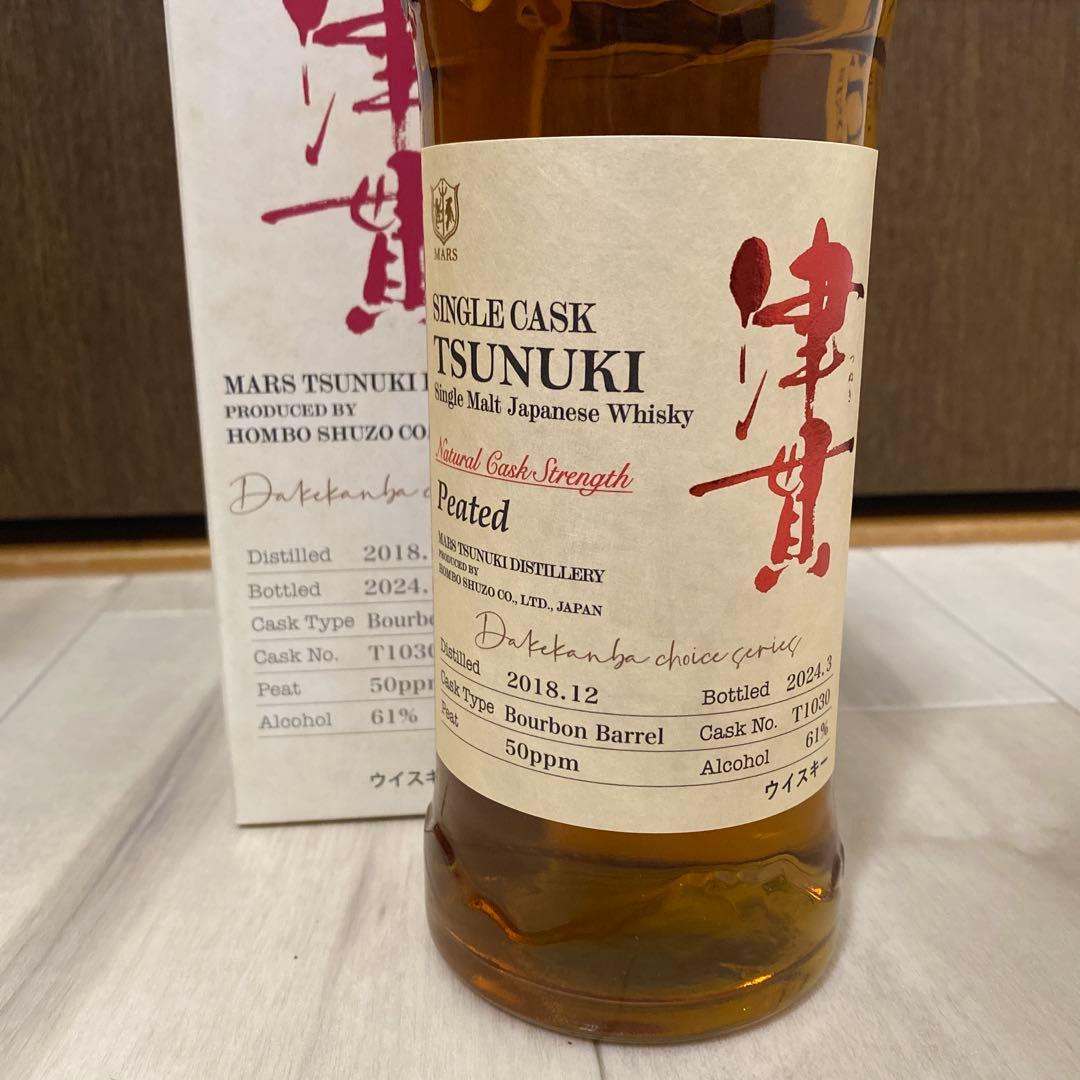 津貫
MARS TSUNUKI
PRODUCED BY
HOMBO SHUZO CO.
Dakekanba
Distilled 2018.
Bottled 2024.
Cask Type Bourbo
Cask No. T1030
Peat 50ppm
Alcohol 61%
ウイスキ
MARS
SINGLE CASK
TSUNUKI
Single Malt Japanese Whisky
Natural Cask Strength
Peated
MARS TSUNUKI DISTILLERY
PRODUCED BY
HOMBO SHUZO CO., LTD., JAPAN
Dakekanba choice series
Distilled 2018.12 Bottled 2024.3
Cask Type Bourbon Barrel Cask No. T1030
Peat 50ppm Alcohol 61%
ウイスキー
津貫
つぬき